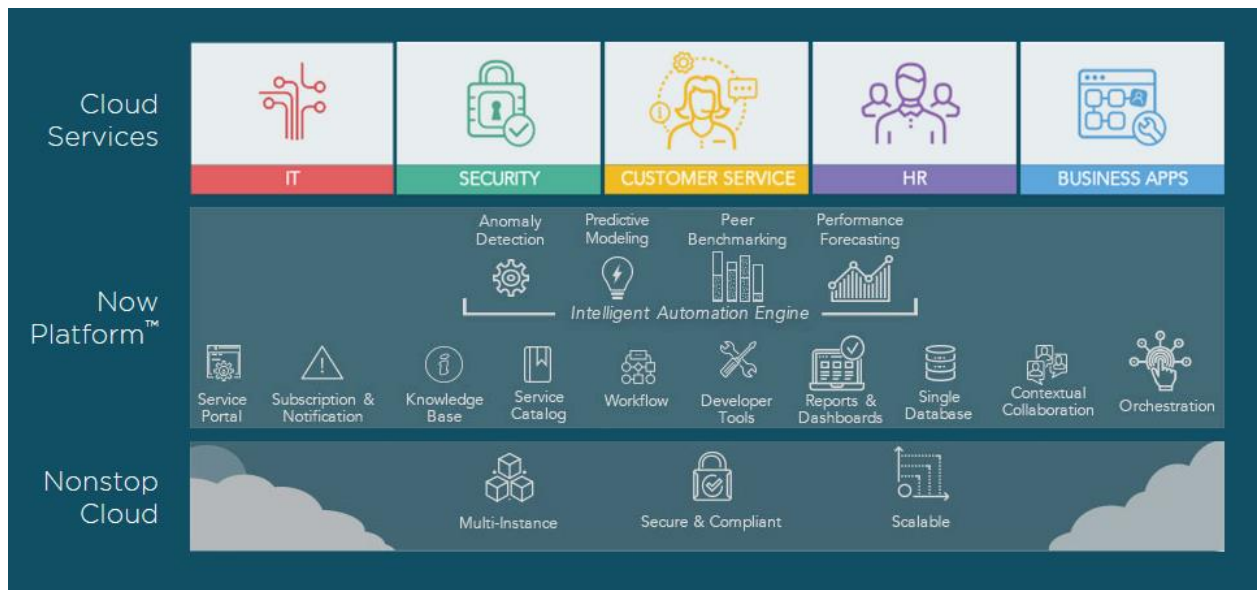 Cloud
Services
IT
SECURITY
CUSTOMER SERVICE
HR
BUSINESS APPS
Now
Platform™
Anomaly
Detection
Predictive
Modeling
Peer
Benchmarking
Performance
Forecasting
Intelligent Automation Engine
Service
Portal
Subscription &
Notification
Knowledge
Base
Service
Catalog
Workflow
Developer
Tools
Reports &
Dashboards
Single
Database
Contextual
Collaboration
Orchestration
Nonstop
Cloud
Multi-Instance
Secure & Compliant
Scalable